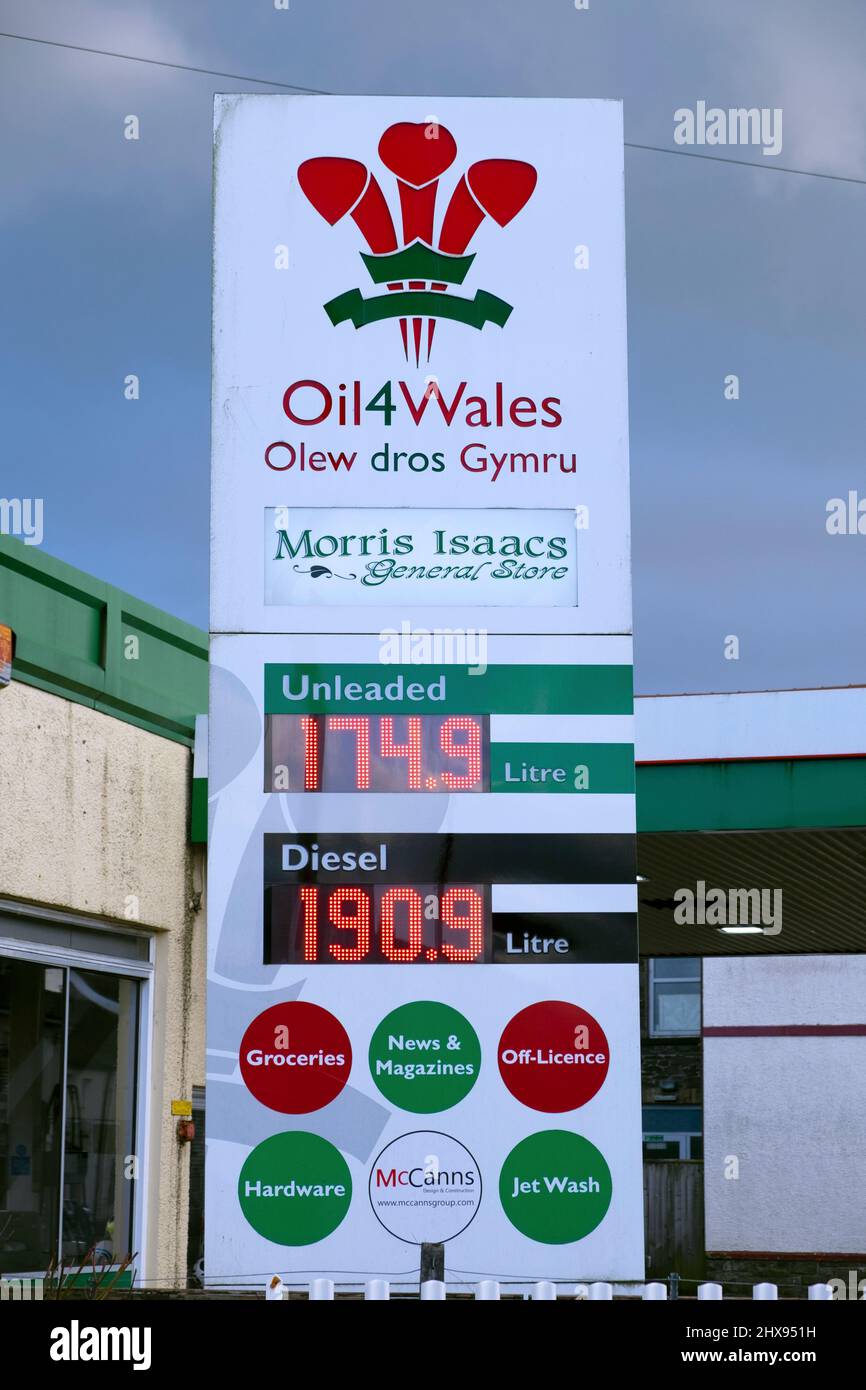 Oil4Wales
Olew dros Gymru
Morris Isaacs
General Store
Unleaded
174.9
Litre
Diesel
190.9
Litre
Groceries
News &
Magazines
Off-Licence
Hardware
McCanns
Design & Construction
www.mccannsgroup.com
Jet Wash
alamy
Image ID: 2HX951H
www.alamy.com